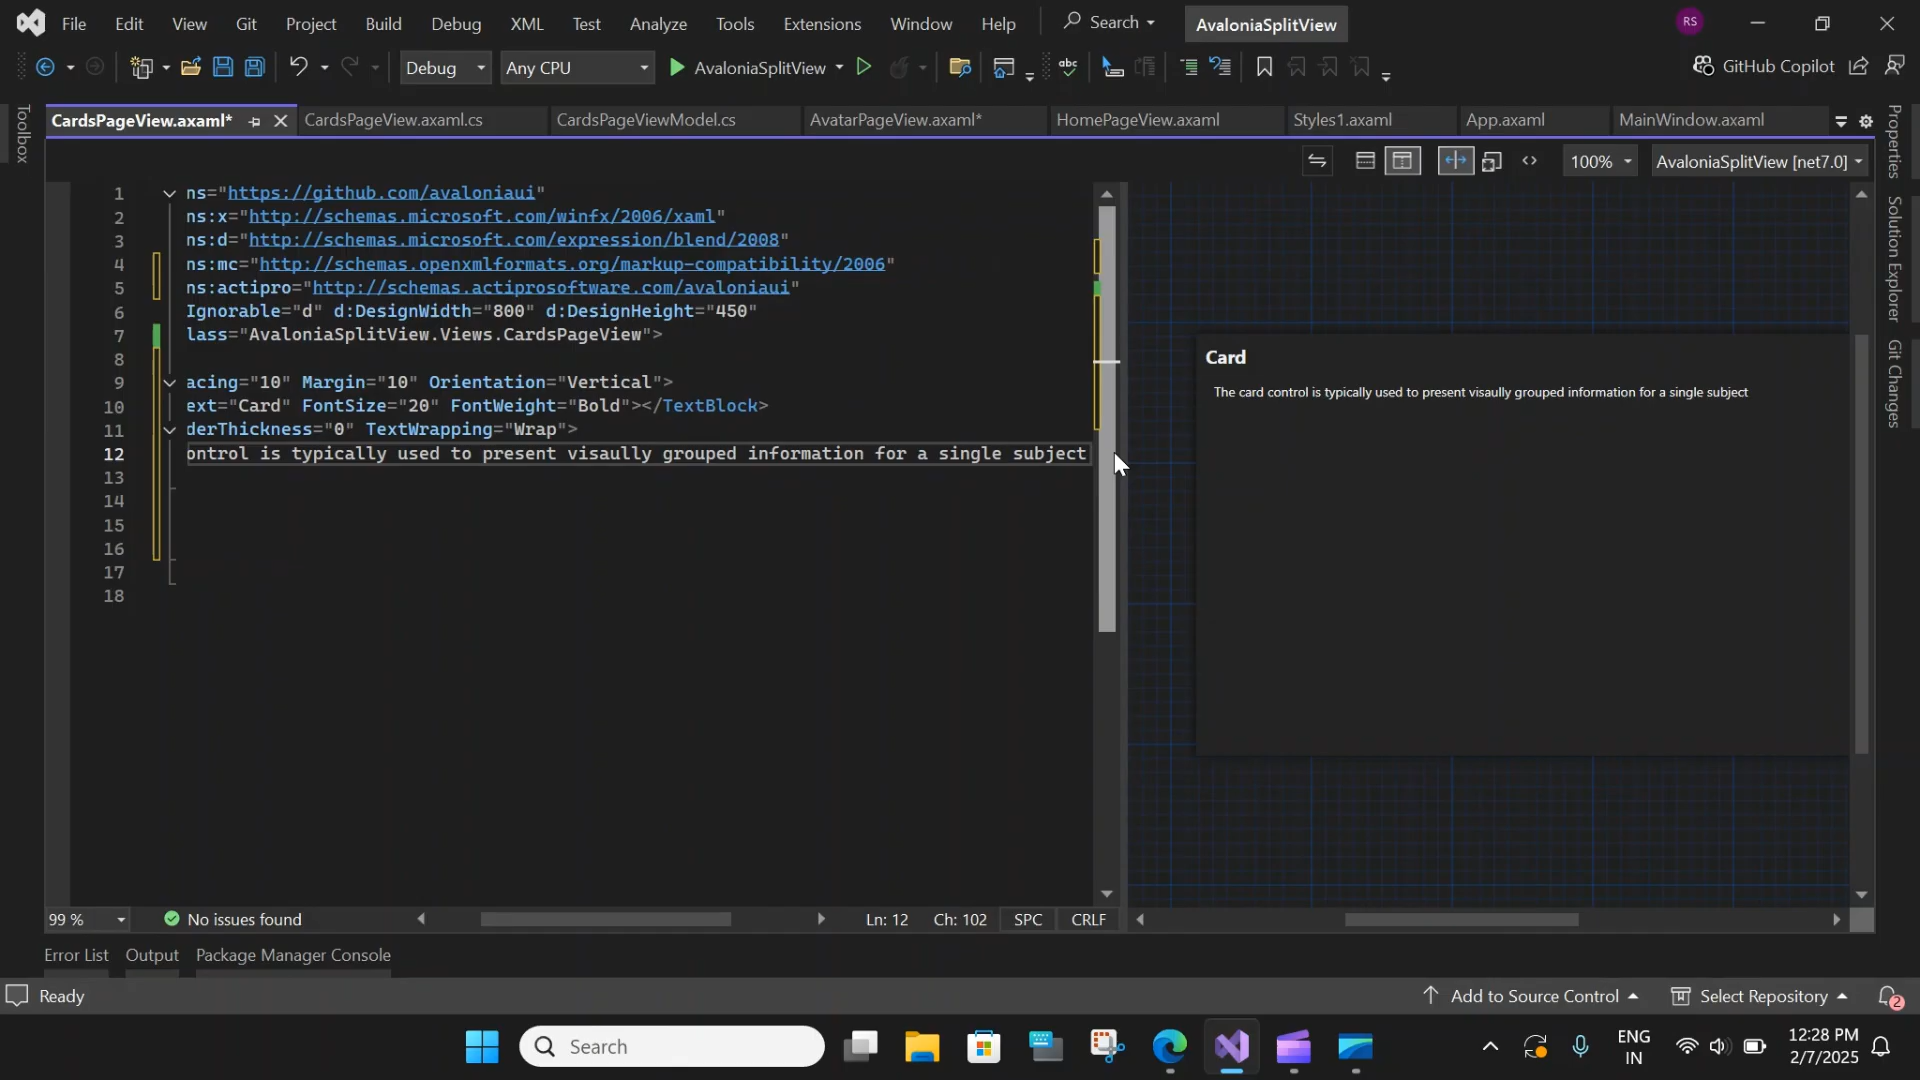 File Edit View Git Project Build Debug XML Test Analyze Tools Extensions Window Help Search AvaloniaSplitView RS
Debug Any CPU AvaloniaSplitView abc GitHub Copilot
CardsPageView.axaml* CardsPageView.axaml.cs CardsPageViewModel.cs AvatarPageView.axaml* HomePageView.axaml Styles1.axaml App.axaml MainWindow.axaml
Toolbox
Properties
Solution Explorer
Git Changes
100% AvaloniaSplitView [net7.0]
1 ns="https://github.com/avaloniaui"
2 ns:x="http://schemas.microsoft.com/winfx/2006/xaml"
3 ns:d="http://schemas.microsoft.com/expression/blend/2008"
4 ns:mc="http://schemas.openxmlformats.org/markup-compatibility/2006"
5 ns:actipro="http://schemas.actiprosoftware.com/avaloniaui"
6 Ignorable="d" d:DesignWidth="800" d:DesignHeight="450"
7 lass="AvaloniaSplitView.Views.CardsPageView">
8
9 acing="10" Margin="10" Orientation="Vertical">
10 ext="Card" FontSize="20" FontWeight="Bold"></TextBlock>
11 derThickness="0" TextWrapping="Wrap">
12 ontrol is typically used to present visaully grouped information for a single subject
13
14
15
16
17
18
Card
The card control is typically used to present visaully grouped information for a single subject
99 % No issues found Ln: 12 Ch: 102 SPC CRLF
Error List Output Package Manager Console
Ready Add to Source Control Select Repository 2
Search ENG IN 12:28 PM 2/7/2025